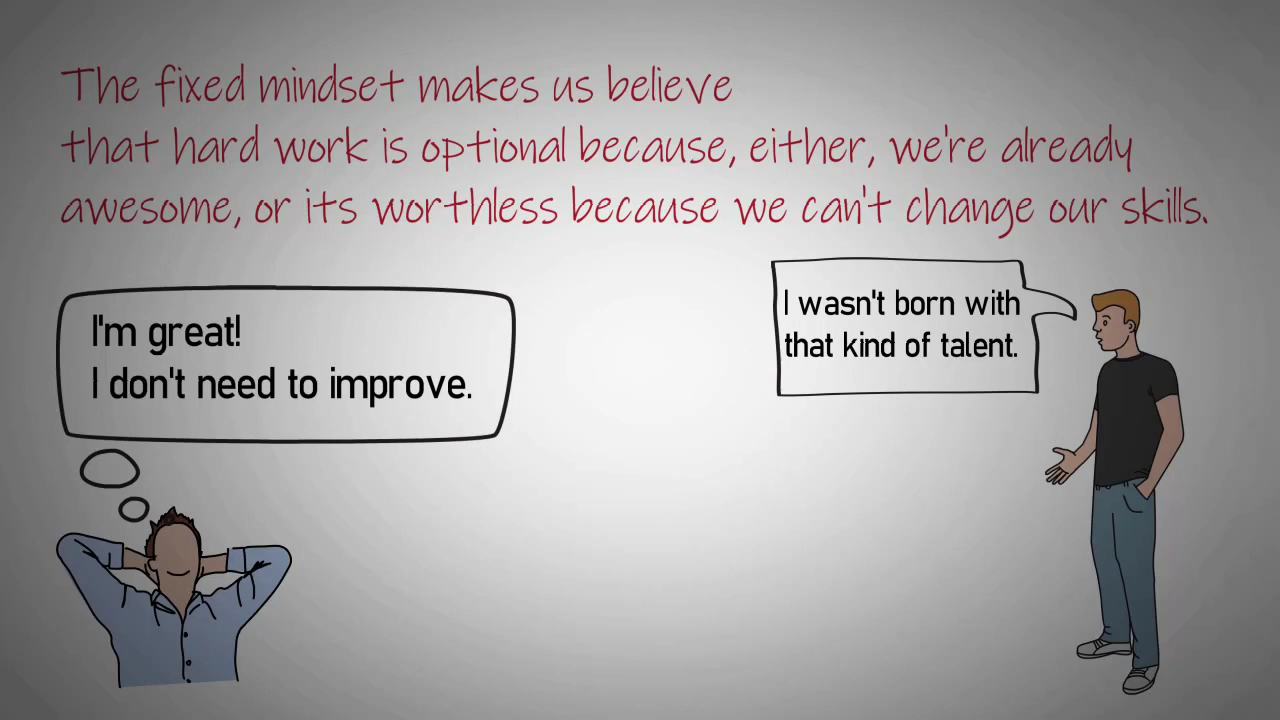 The fixed mindset makes us believe
that hard work is optional because, either, we're already
awesome, or its worthless because we can't change our skills.
I'm great!
I don't need to improve.
I wasn't born with
that kind of talent.